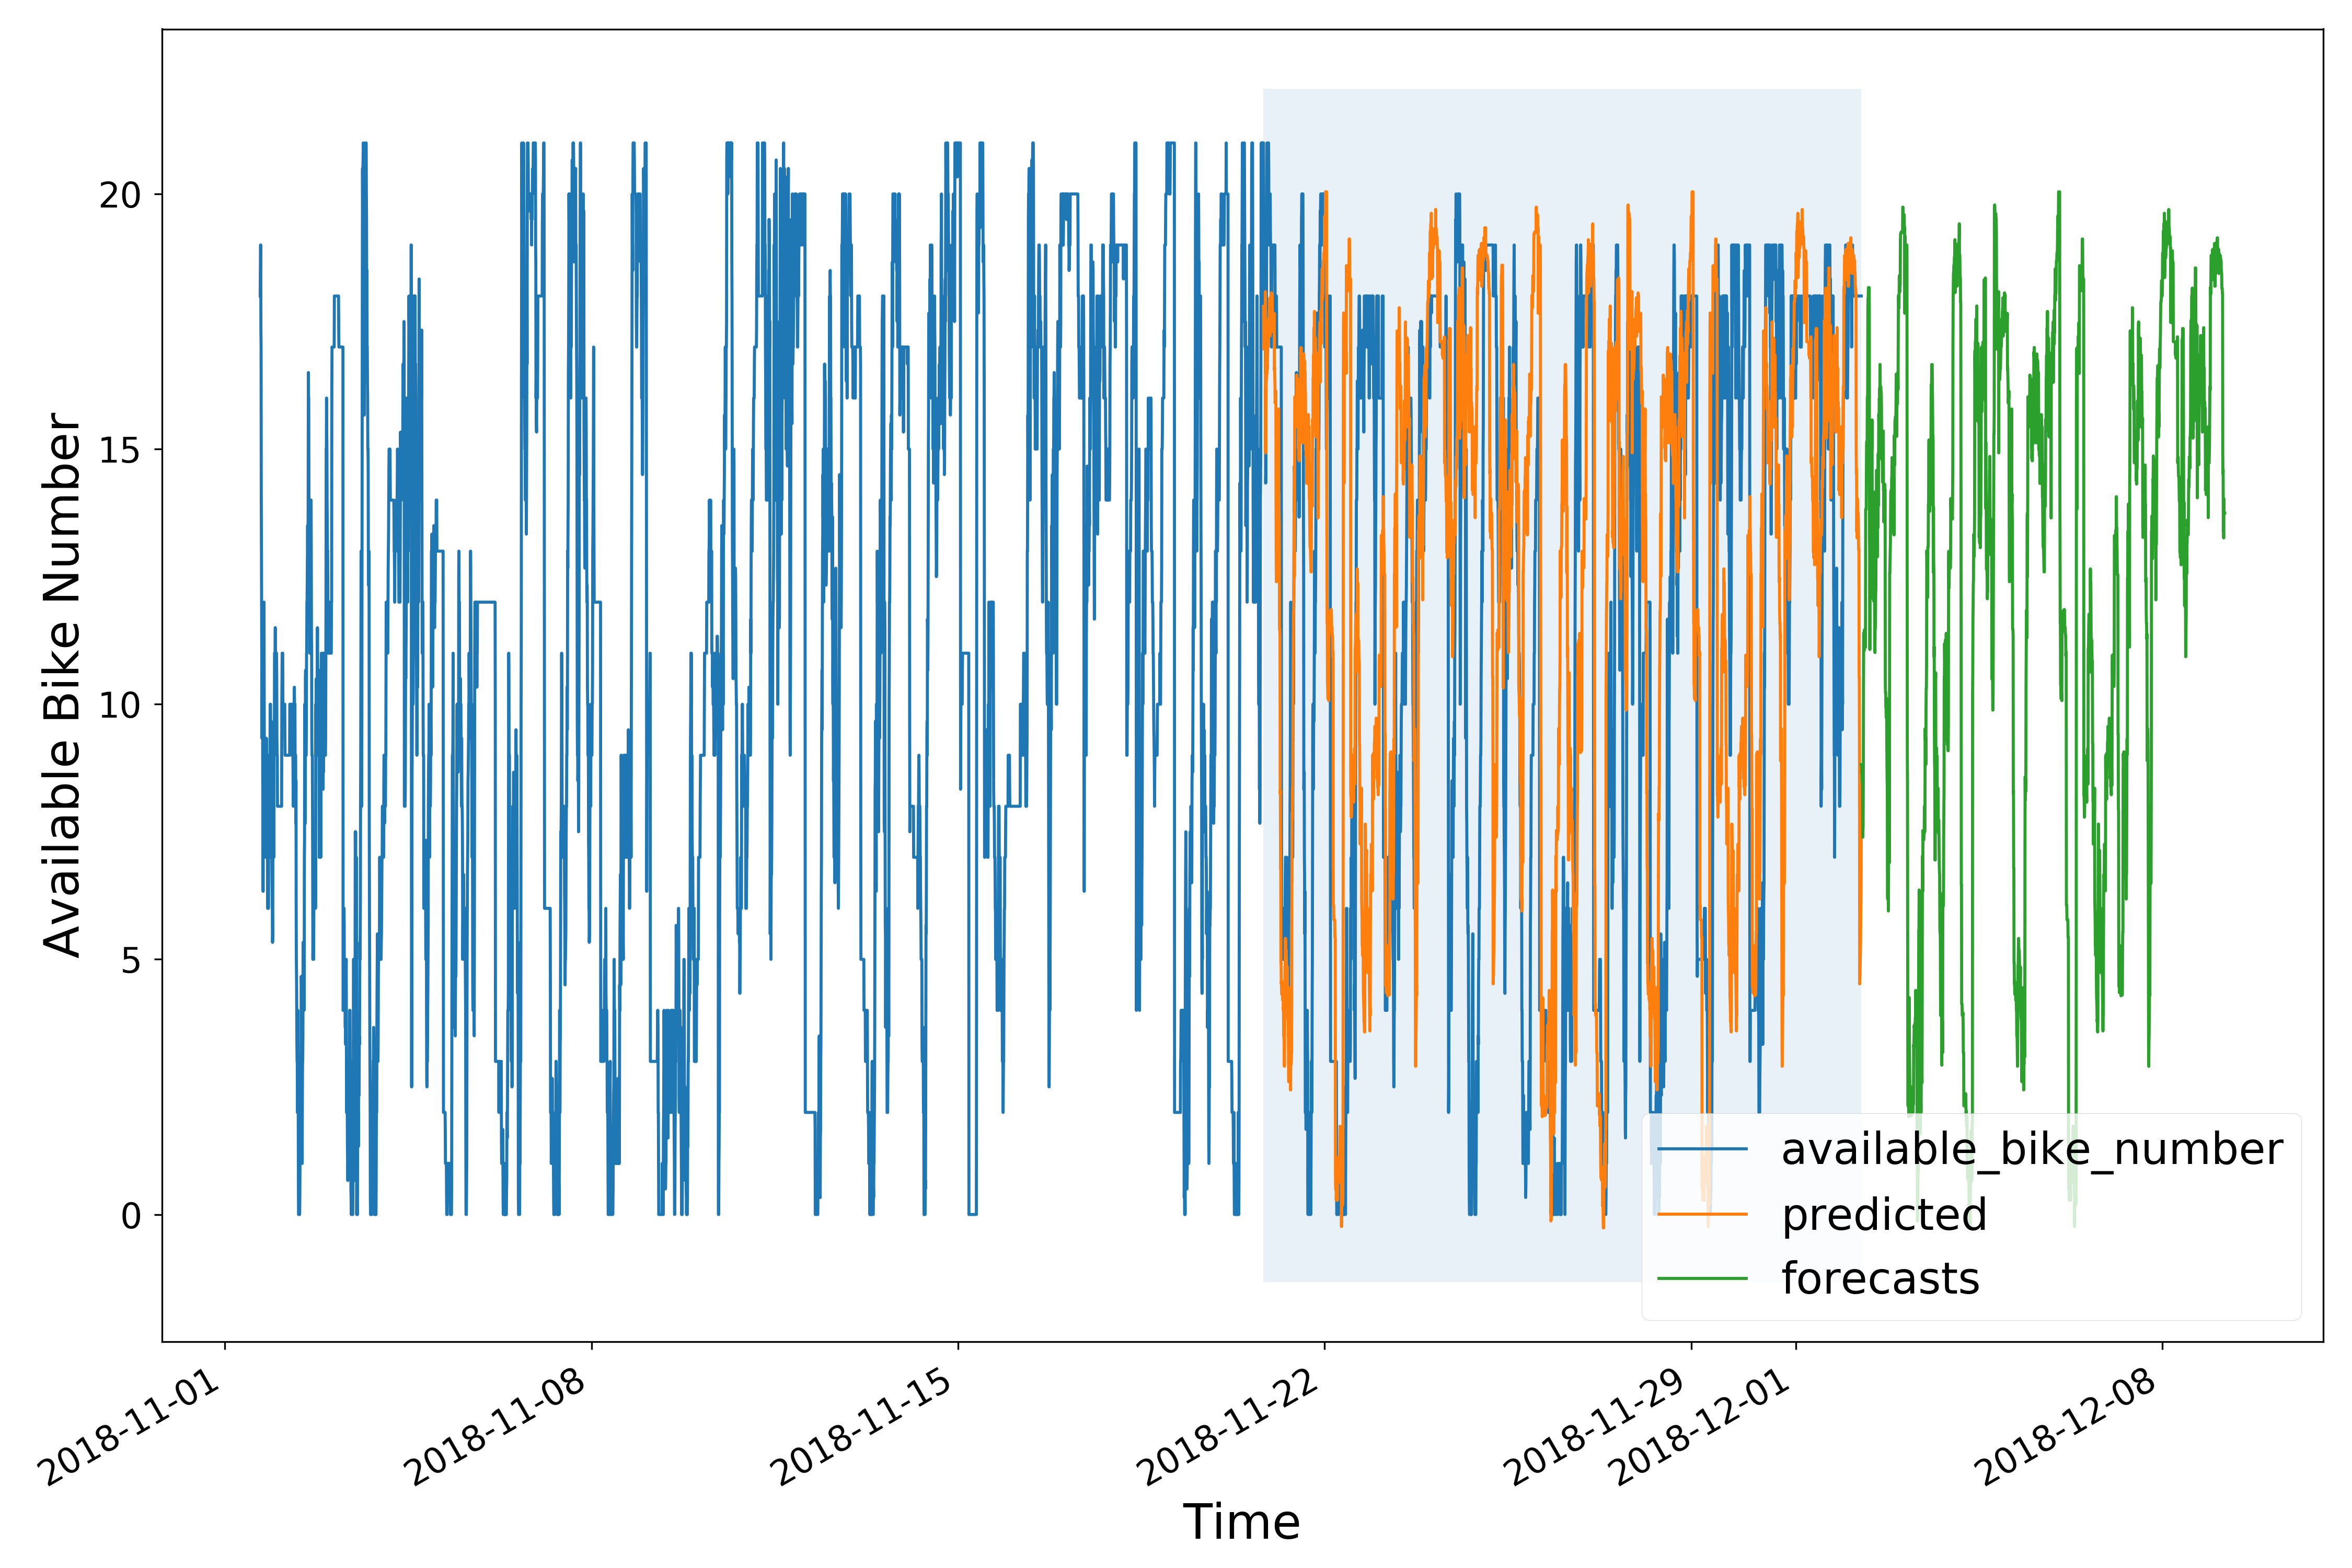 20
15
10
5
0
Available Bike Number
available_bike_number
predicted
forecasts
2018-11-01
2018-11-08
2018-11-15
2018-11-22
2018-11-29
2018-12-01
2018-12-08
Time